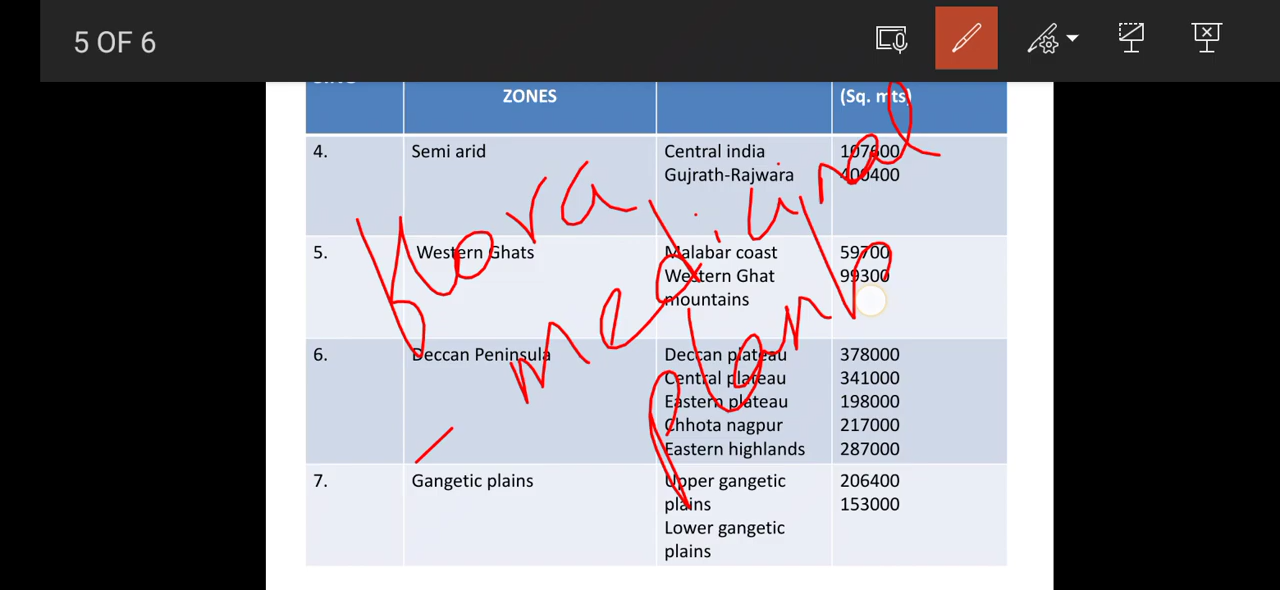 5 OF 6
ZONES (Sq. mts)
4. Semi arid Central india 107600
Gujrath-Rajwara 400400
5. Western Ghats Malabar coast 59700
Western Ghat 99300
mountains
6. Deccan Peninsula Deccan plateau 378000
Central plateau 341000
Eastern plateau 198000
Chhota nagpur 217000
Eastern highlands 287000
7. Gangetic plains Upper gangetic 206400
plains 153000
Lower gangetic
plains
- medicinal
plant